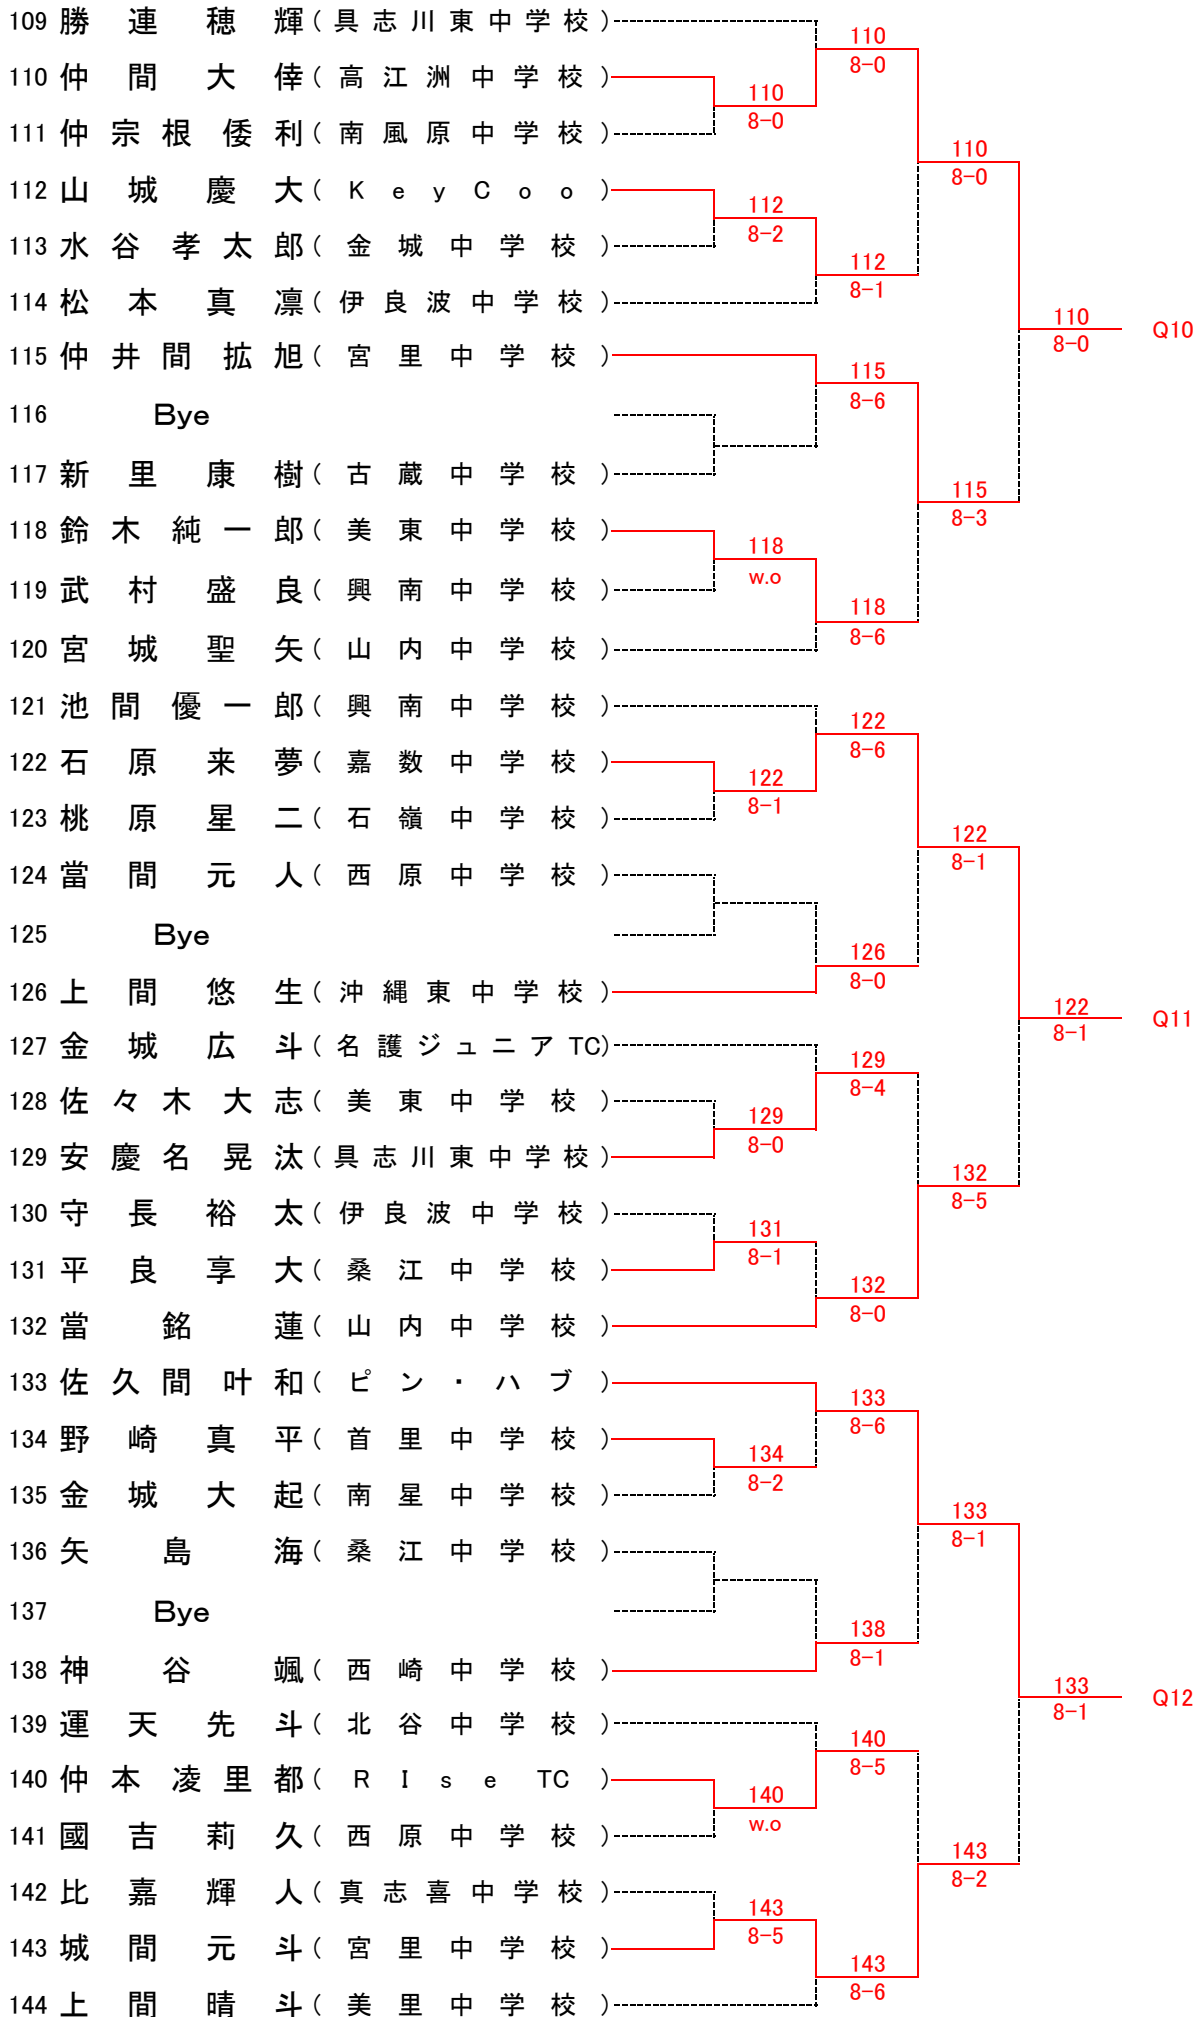 109 勝連穂輝(具志川東中学校)
110
8-0
110 仲間大倖(高江洲中学校)
110
8-0
111 仲宗根倭利(南風原中学校)
110
8-0
112 山城慶大(KeyCoo)
112
8-2
113 水谷孝太郎(金城中学校)
112
8-1
114 松本真凛(伊良波中学校)
110 Q10
8-0
115 仲井間拡旭(宮里中学校)
115
8-6
116 Bye
117 新里康樹(古蔵中学校)
115
8-3
118 鈴木純一郎(美東中学校)
118
w.o
119 武村盛良(興南中学校)
118
8-6
120 宮城聖矢(山内中学校)
121 池間優一郎(興南中学校)
122
8-6
122 石原来夢(嘉数中学校)
122
8-1
123 桃原星二(石嶺中学校)
122
8-1
124 當間元人(西原中学校)
125 Bye
126
8-0
126 上間悠生(沖縄東中学校)
122 Q11
8-1
127 金城広斗(名護ジュニアTC)
129
8-4
128 佐々木大志(美東中学校)
129
8-0
129 安慶名晃汰(具志川東中学校)
132
8-5
130 守長裕太(伊良波中学校)
131
8-1
131 平良享大(桑江中学校)
132
8-0
132 當銘蓮(山内中学校)
133 佐久間叶和(ピン・ハブ)
133
8-6
134 野崎真平(首里中学校)
134
8-2
135 金城大起(南星中学校)
133
8-1
136 矢島海(桑江中学校)
137 Bye
138
8-1
138 神谷颯(西崎中学校)
133 Q12
8-1
139 運天先斗(北谷中学校)
140
8-5
140 仲本凌里都(RIse TC)
140
w.o
141 國吉莉久(西原中学校)
143
8-2
142 比嘉輝人(真志喜中学校)
143
8-5
143 城間元斗(宮里中学校)
143
8-6
144 上間晴斗(美里中学校)